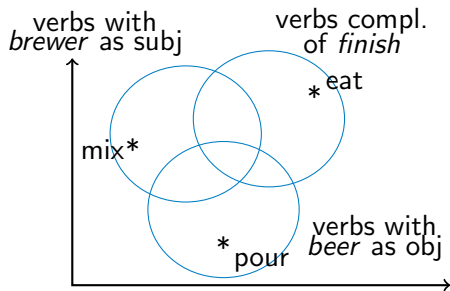 verbs with
brewer as subj
verbs compl.
of finish
* eat
mix *
verbs with
beer as obj
*
pour